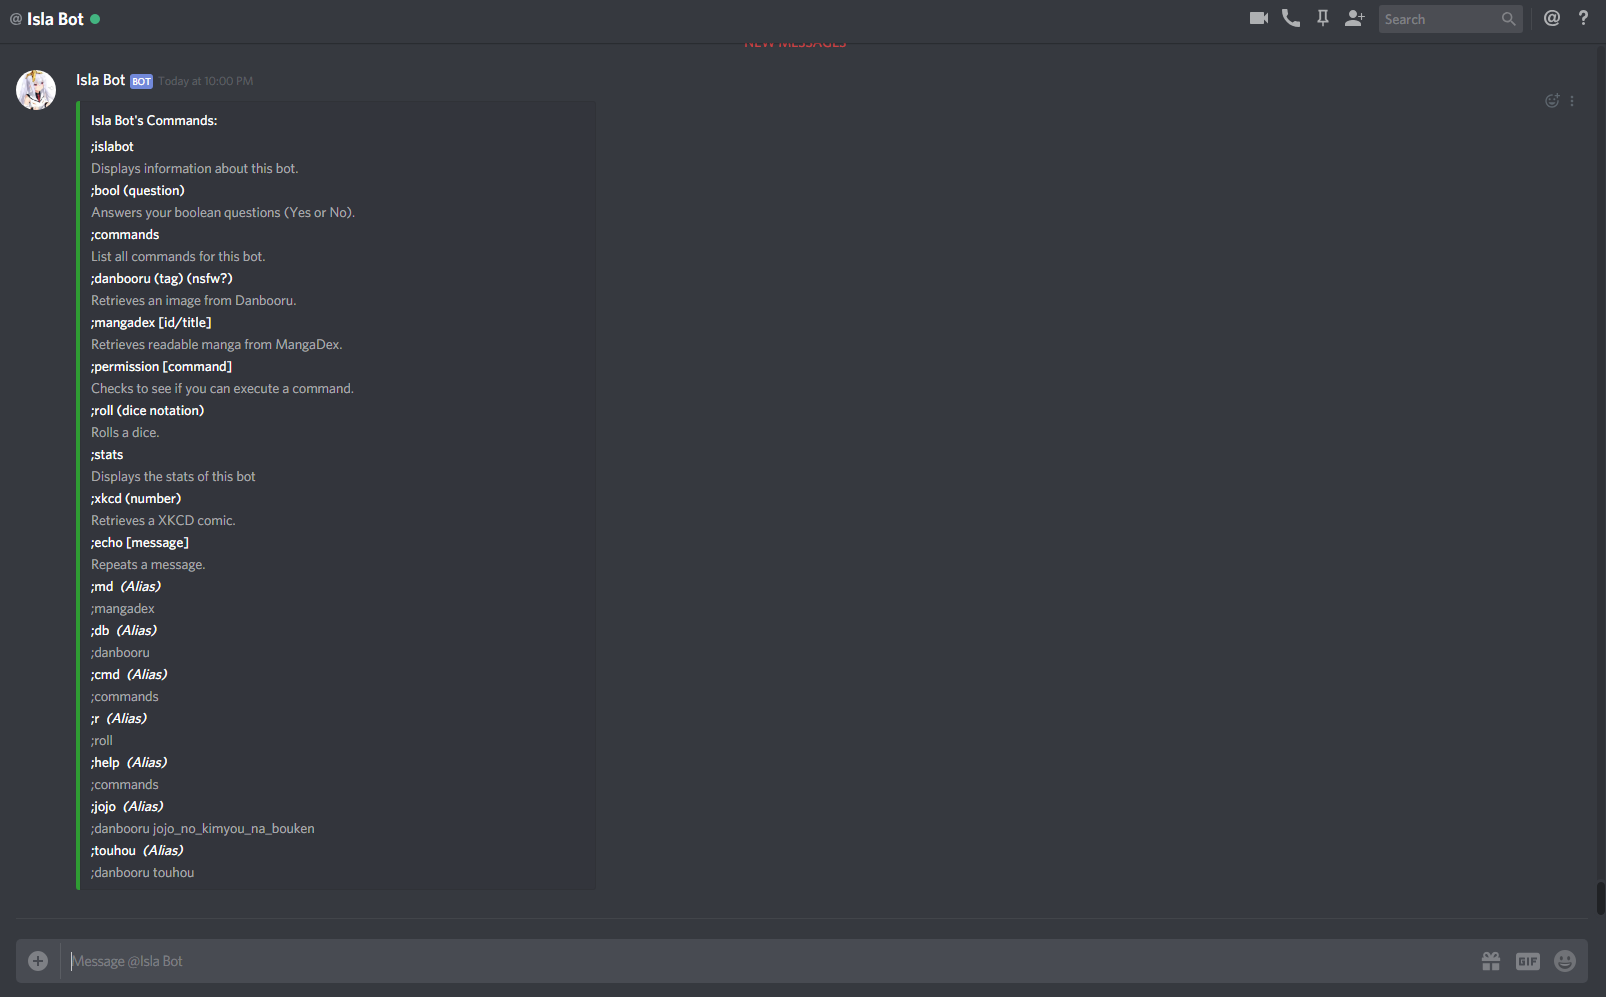 @ Isla Bot
Search
@ ?
NEW MESSAGES
Isla Bot BOT Today at 10:00 PM
Isla Bot's Commands:
;islabot
Displays information about this bot.
;bool (question)
Answers your boolean questions (Yes or No).
;commands
List all commands for this bot.
;danbooru (tag) (nsfw?)
Retrieves an image from Danbooru.
;mangadex [id/title]
Retrieves readable manga from MangaDex.
;permission [command]
Checks to see if you can execute a command.
;roll (dice notation)
Rolls a dice.
;stats
Displays the stats of this bot
;xkcd (number)
Retrieves a XKCD comic.
;echo [message]
Repeats a message.
;md (Alias)
;mangadex
;db (Alias)
;danbooru
;cmd (Alias)
;commands
;r (Alias)
;roll
;help (Alias)
;commands
;jojo (Alias)
;danbooru jojo_no_kimyou_na_bouken
;touhou (Alias)
;danbooru touhou
Message @Isla Bot
GIF